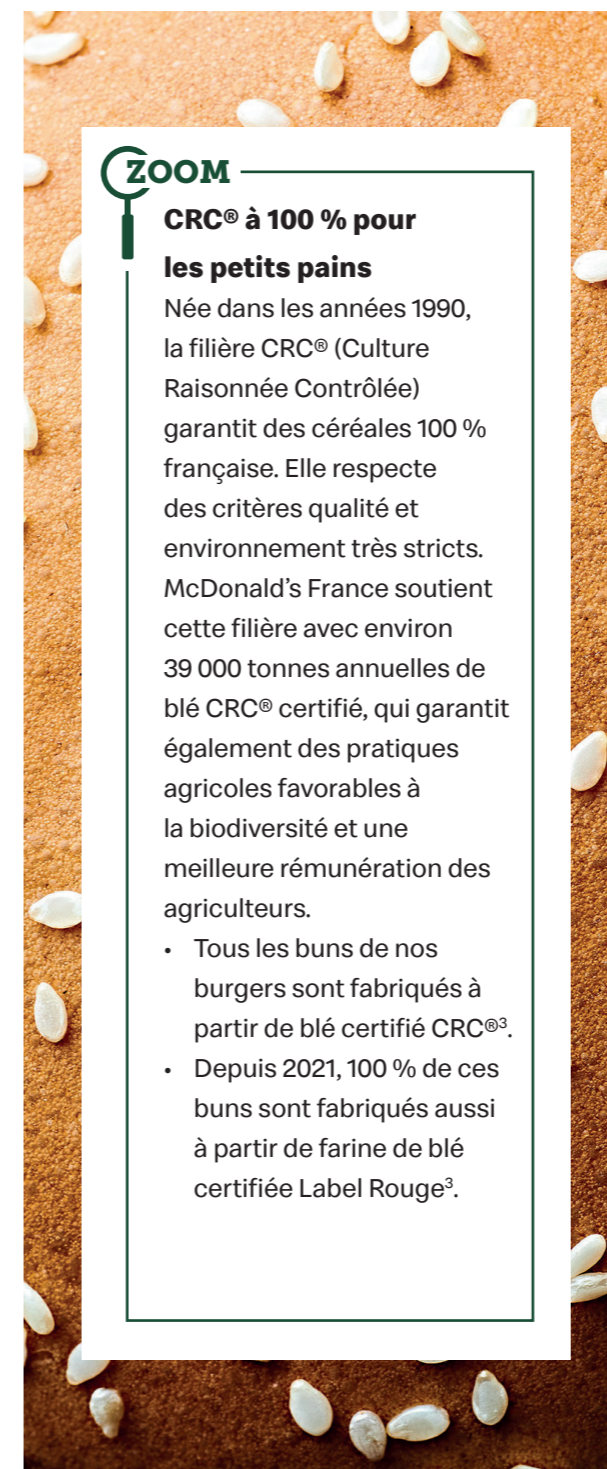 ZOOM
CRC® à 100 % pour
les petits pains
Née dans les années 1990,
la filière CRC® (Culture
Raisonnée Contrôlée)
garantit des céréales 100 %
française. Elle respecte
des critères qualité et
environnement très stricts.
McDonald’s France soutient
cette filière avec environ
39 000 tonnes annuelles de
blé CRC® certifié, qui garantit
également des pratiques
agricoles favorables à
la biodiversité et une
meilleure rémunération des
agriculteurs.
• Tous les buns de nos
burgers sont fabriqués à
partir de blé certifié CRC®³.
• Depuis 2021, 100 % de ces
buns sont fabriqués aussi
à partir de farine de blé
certifiée Label Rouge³.